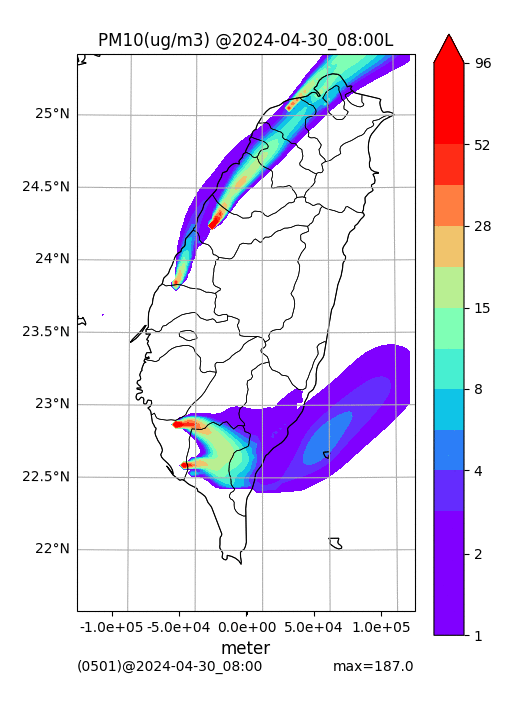 PM10(ug/m3) @2024-04-30_08:00L
96
52
28
15
8
4
2
1
25°N
24.5°N
24°N
23.5°N
23°N
22.5°N
22°N
-1.0e+05 -5.0e+04 0.0e+00 5.0e+04 1.0e+05
meter
(0501)@2024-04-30_08:00 max=187.0